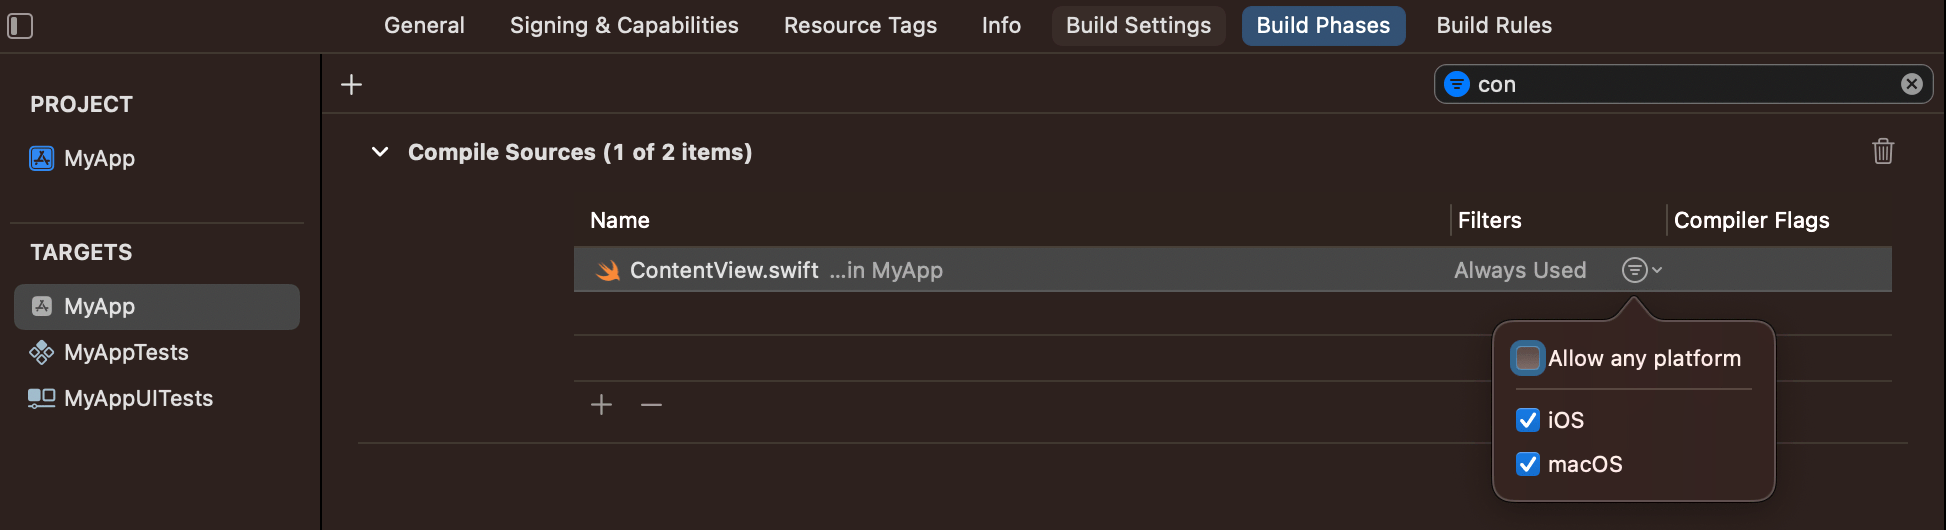 General Signing & Capabilities Resource Tags Info Build Settings Build Phases Build Rules
PROJECT
MyApp
TARGETS
MyApp
MyAppTests
MyAppUITests
con
Compile Sources (1 of 2 items)
Name Filters Compiler Flags
ContentView.swift ...in MyApp Always Used
Allow any platform
iOS
macOS